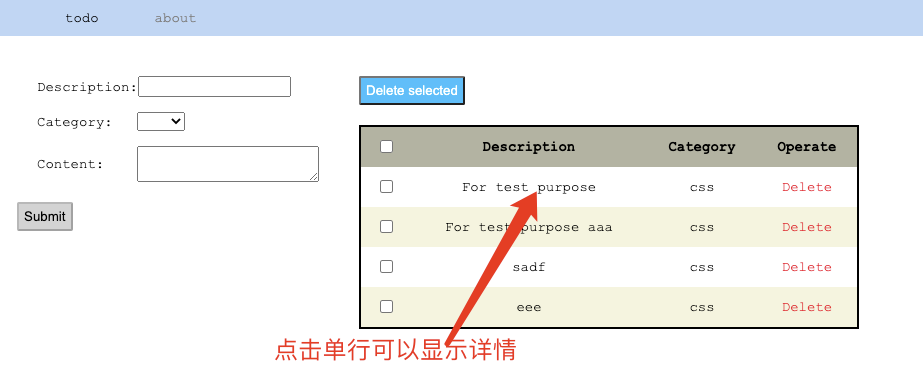 todo about
Description:
Category:
Content:
Submit
Delete selected
Description Category Operate
For test purpose css Delete
For test purpose aaa css Delete
sadf css Delete
eee css Delete
点击单行可以显示详情